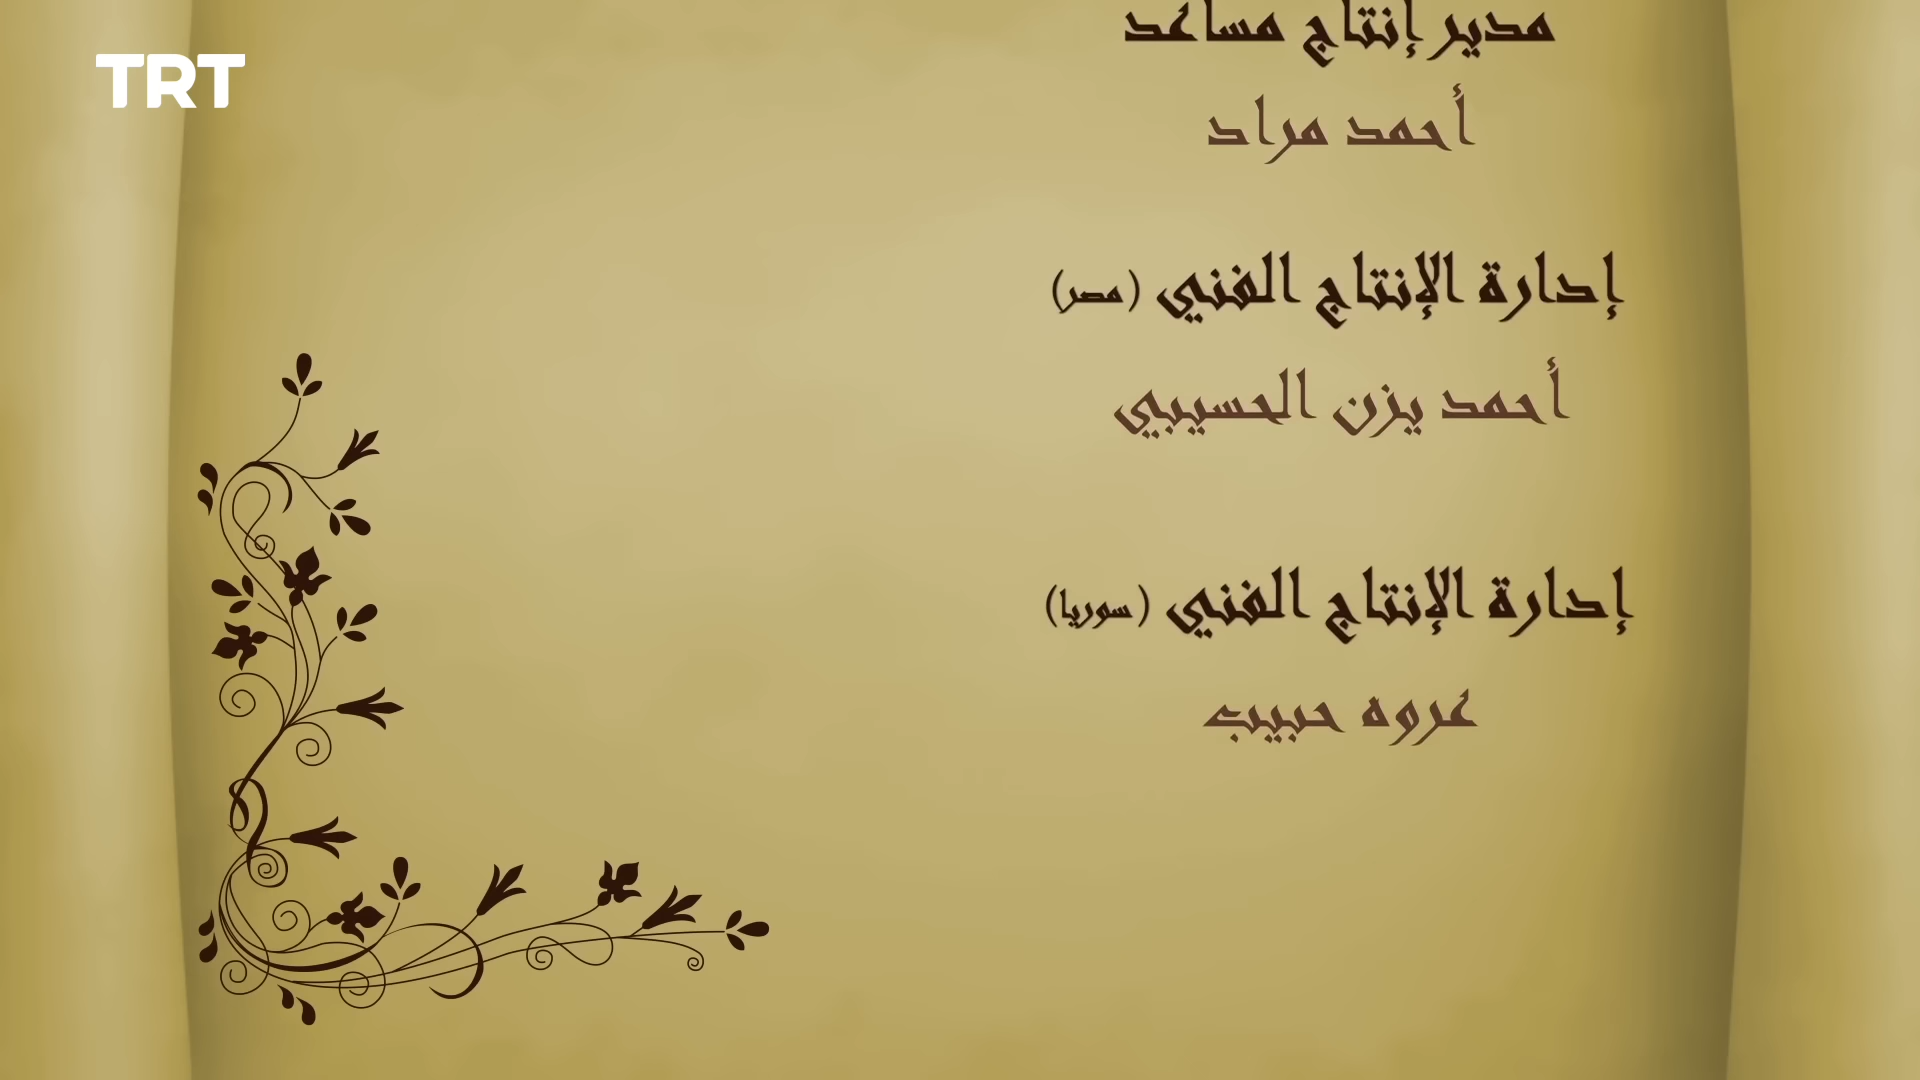 TRT
مدير إنتاج مساعد
أحمد مراد
إدارة الإنتاج الفني (مصر)
أحمد يزن الحسيبي
إدارة الإنتاج الفني (سوريا)
عروه حبيب